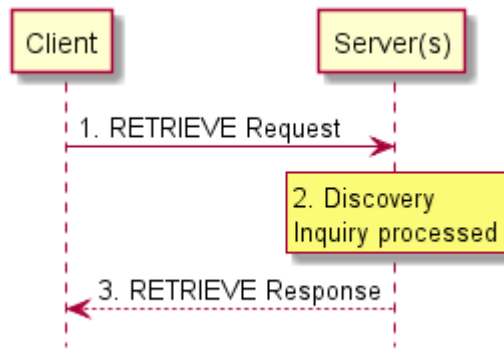 Client
Server(s)
1. RETRIEVE Request
2. Discovery
Inquiry processed
3. RETRIEVE Response